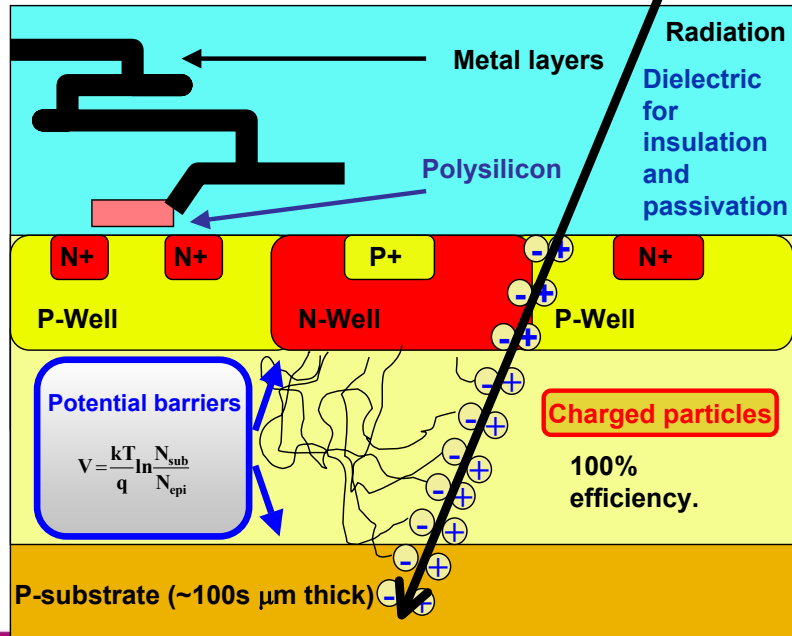 Radiation
Metal layers
Dielectric
for
insulation
and
passivation
Polysilicon
N+
N+
P+
N+
P-Well
N-Well
P-Well
- +
- +
- +
Potential barriers
V = kT/q ln N_sub/N_epi
- +
- +
- +
- +
- +
- +
- +
Charged particles
100%
efficiency.
P-substrate (~100s μm thick)